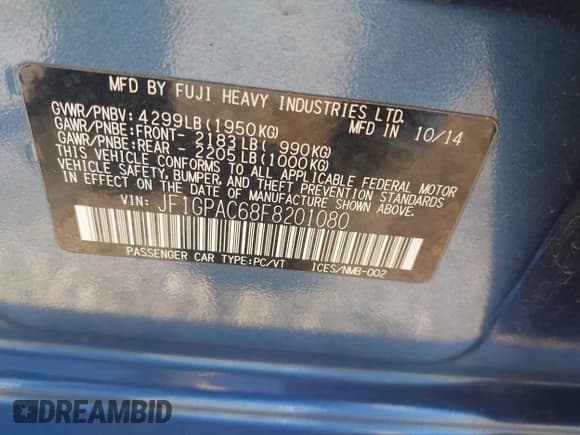 MFD BY FUJI HEAVY INDUSTRIES LTD.
GVWR/PNBV: 4299LB(1950KG) MFD IN 10/14
GAWR/PNBE:FRONT- 2183LB( 990KG)
GAWR/PNBE:REAR - 2205LB(1000KG)
THIS VEHICLE CONFORMS TO ALL APPLICABLE FEDERAL MOTOR
VEHICLE SAFETY, BUMPER, AND THEFT PREVENTION STANDARDS
IN EFFECT ON THE DATE OF MANUFACTURE SHOWN ABOVE.
VIN: JF1GPAC68F8201080
PASSENGER CAR TYPE:PC/VT ICES/NMB-002
DREAMBID